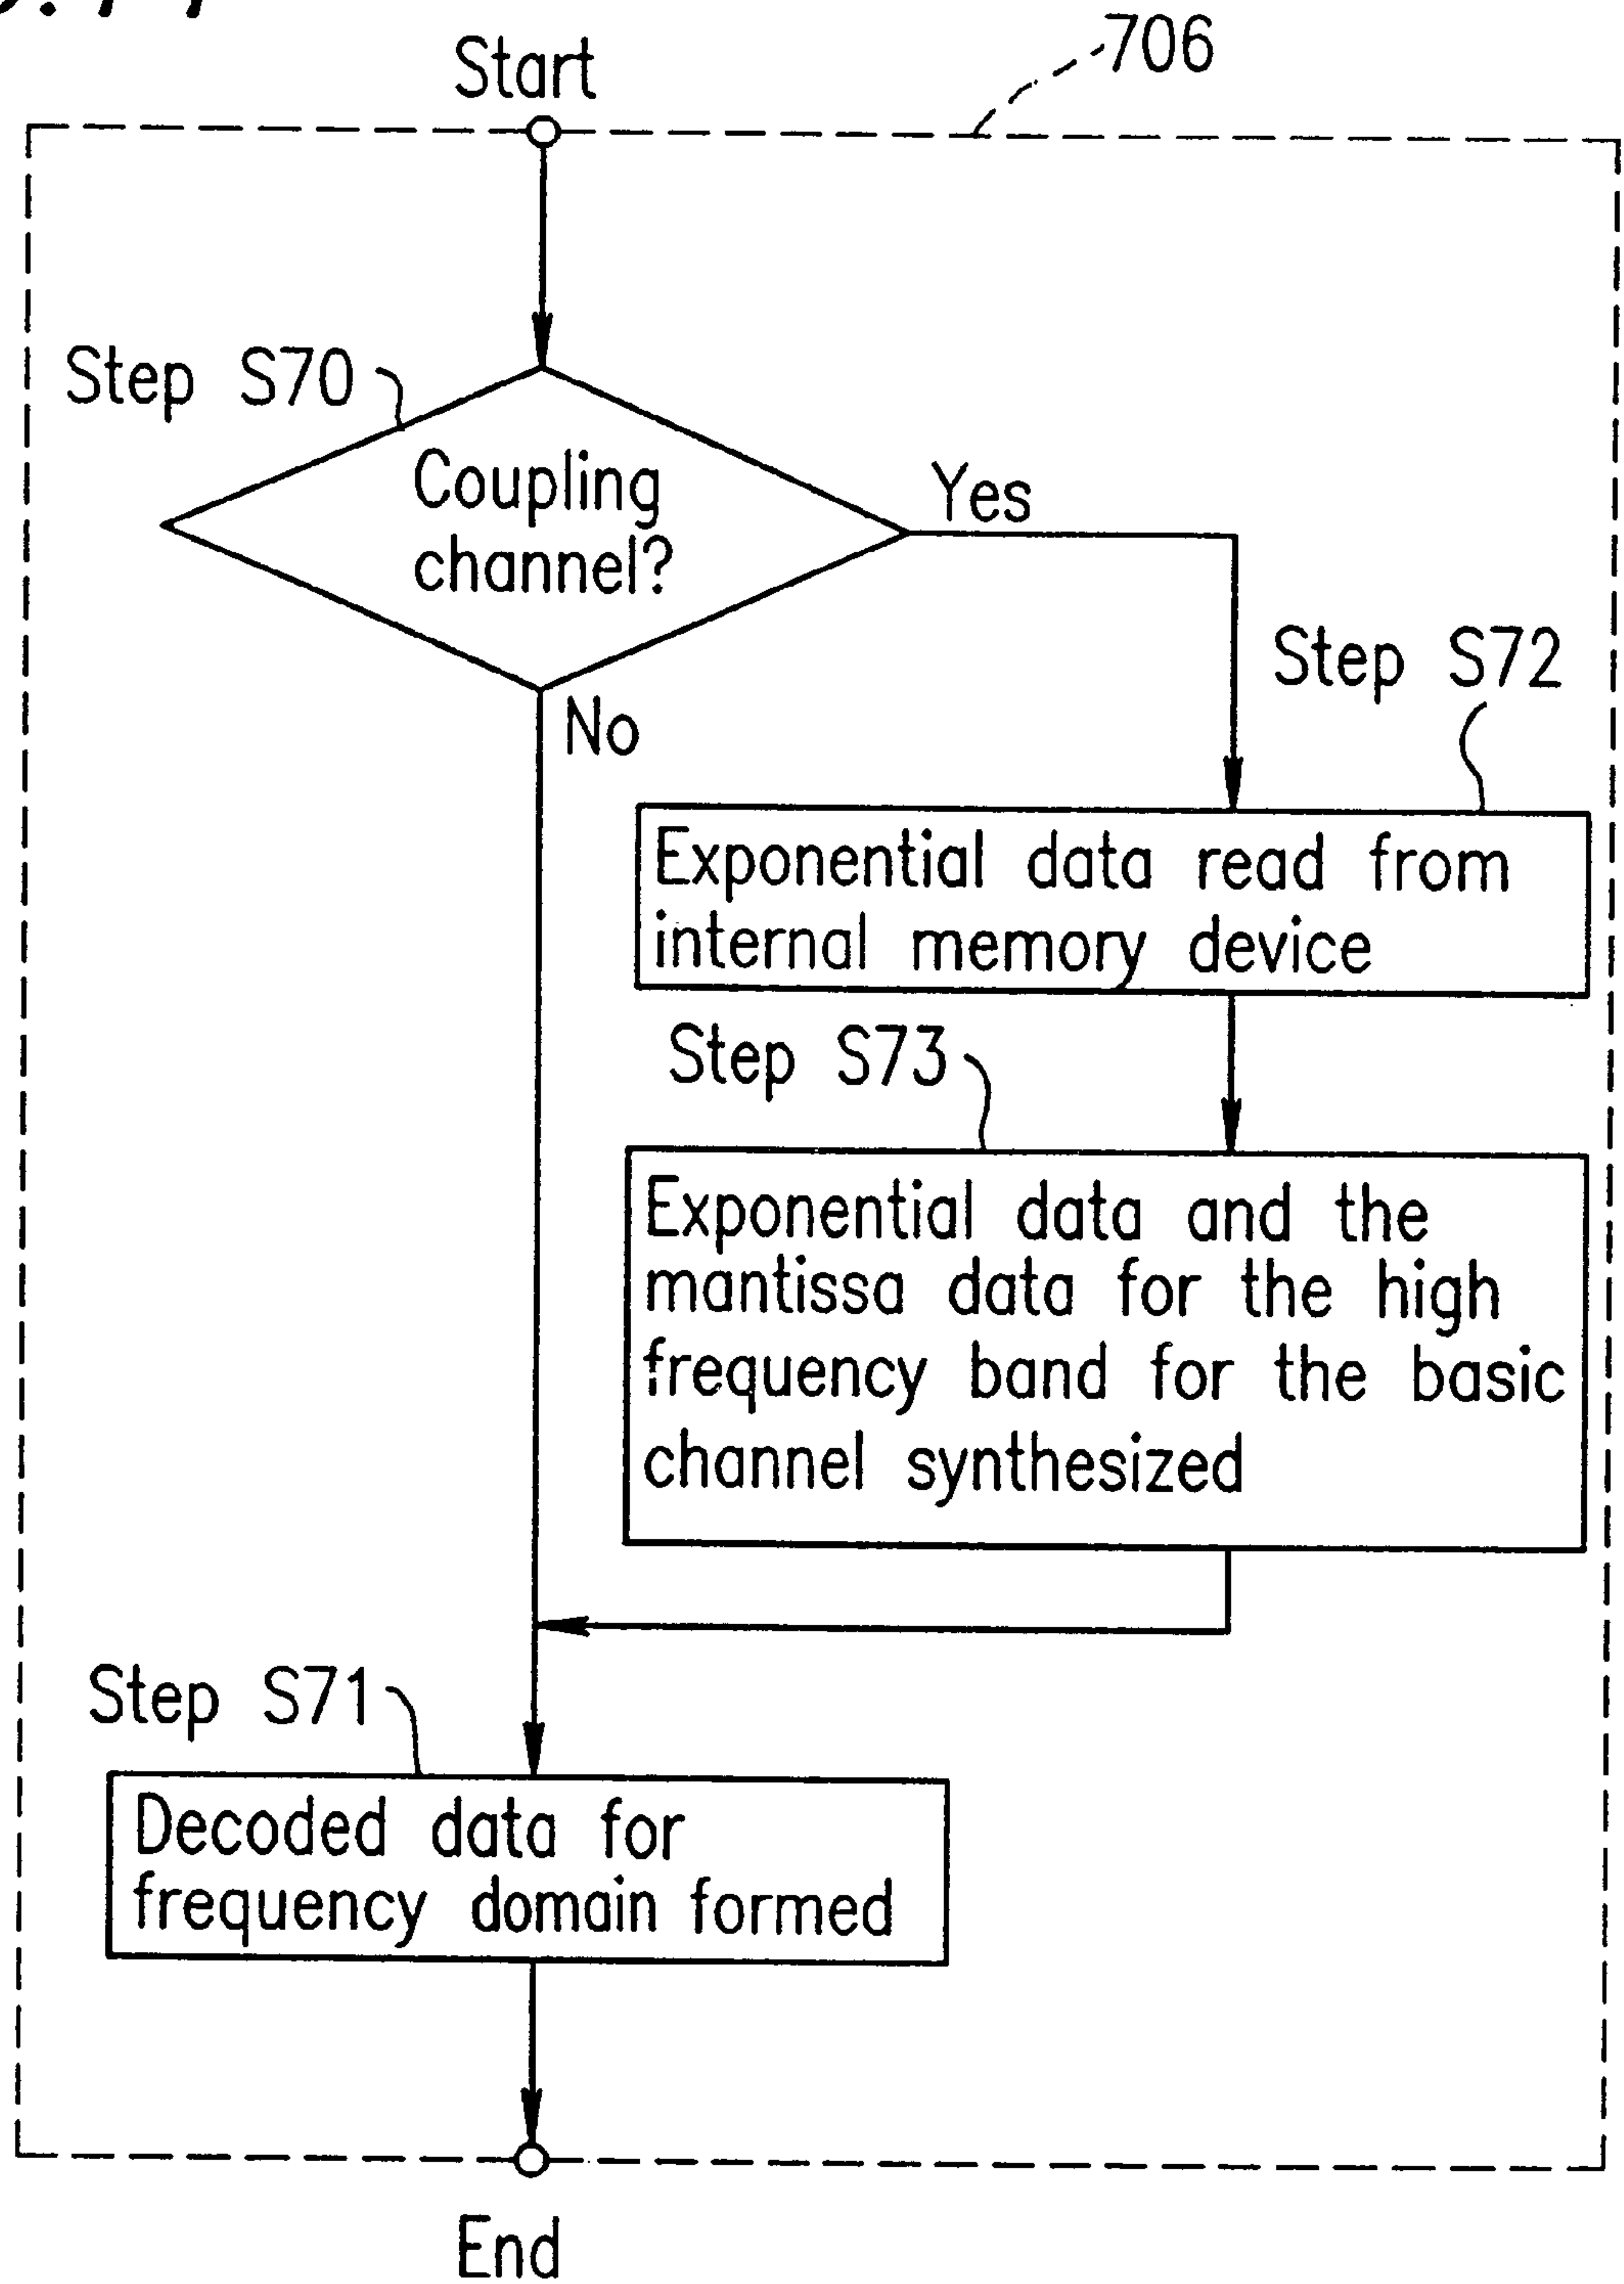 706
Start
Step S70
Coupling
channel?
Yes
No
Step S72
Exponential data read from
internal memory device
Step S73
Exponential data and the
mantissa data for the high
frequency band for the basic
channel synthesized
Step S71
Decoded data for
frequency domain formed
End